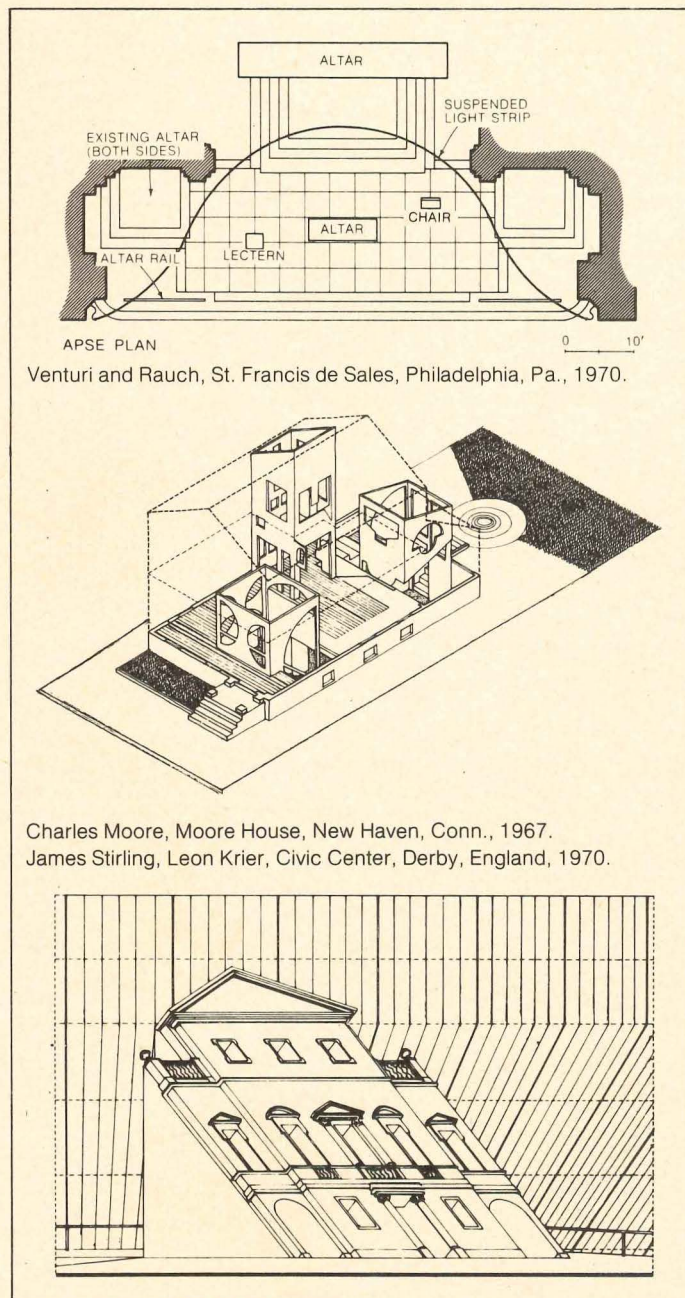 ALTAR
SUSPENDED
LIGHT STRIP
EXISTING ALTAR
(BOTH SIDES)
CHAIR
ALTAR
LECTERN
ALTAR RAIL
APSE PLAN
0 10'
Venturi and Rauch, St. Francis de Sales, Philadelphia, Pa., 1970.
Charles Moore, Moore House, New Haven, Conn., 1967.
James Stirling, Leon Krier, Civic Center, Derby, England, 1970.